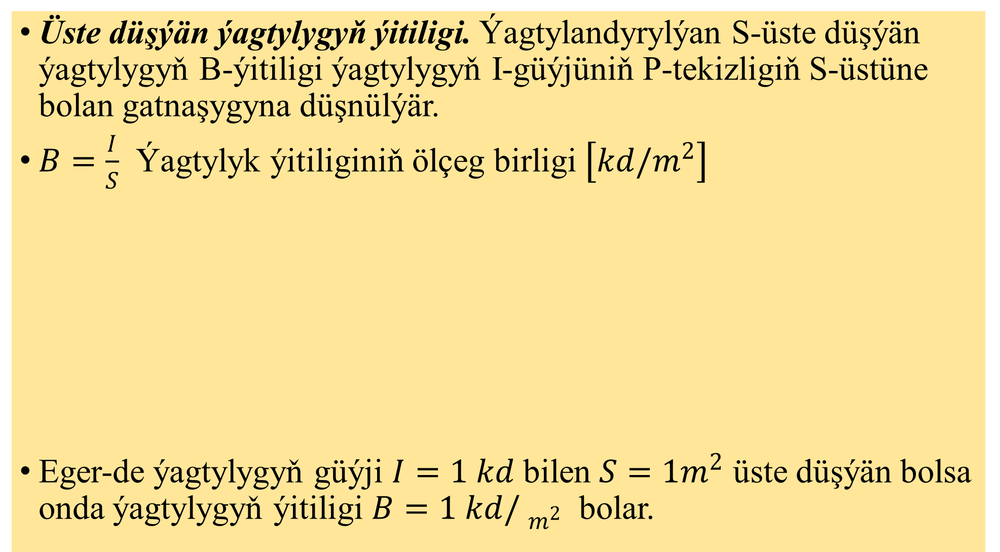 • Üste düşýän ýagtylygyň ýitiligi. Ýagtylandyrylýan S-üste düşýän
ýagtylygyň B-ýitiligi ýagtylygyň I-güýjüniň P-tekizligiň S-üstüne
bolan gatnaşygyna düşnülýär.
• B = I/S Ýagtylyk ýitiliginiň ölçeg birligi [kd/m²]
• Eger-de ýagtylygyň güýji I = 1 kd bilen S = 1m² üste düşýän bolsa
onda ýagtylygyň ýitiligi B = 1 kd/ m² bolar.